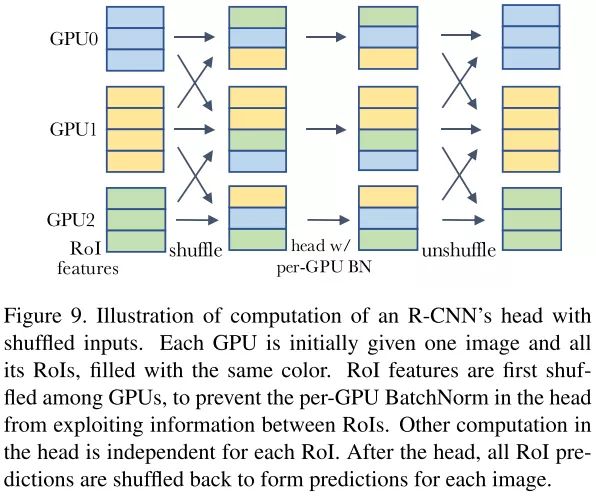 GPU0
GPU1
GPU2
RoI
features
shuffle
head w/
per-GPU BN
unshuffle
Figure 9. Illustration of computation of an R-CNN’s head with
shuffled inputs. Each GPU is initially given one image and all
its RoIs, filled with the same color. RoI features are first shuf-
fled among GPUs, to prevent the per-GPU BatchNorm in the head
from exploiting information between RoIs. Other computation in
the head is independent for each RoI. After the head, all RoI pre-
dictions are shuffled back to form predictions for each image.